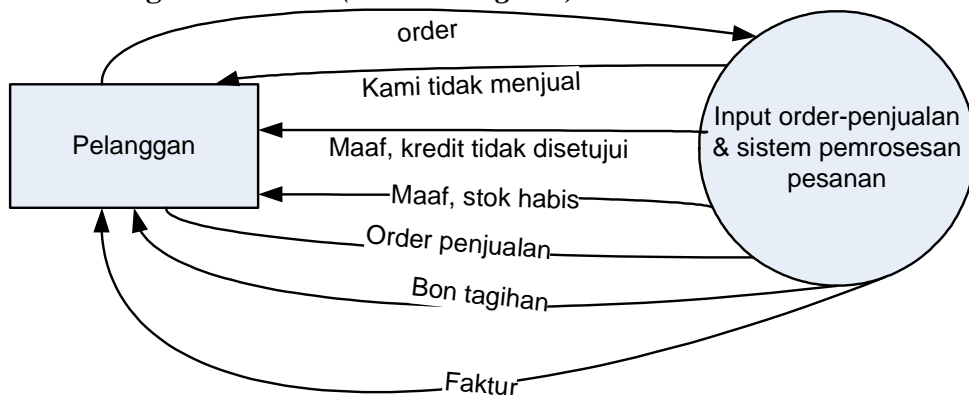 order
Kami tidak menjual
Pelanggan
Maaf, kredit tidak disetujui
Input order-penjualan
& sistem pemrosesan
pesanan
Maaf, stok habis
Order penjualan
Bon tagihan
Faktur